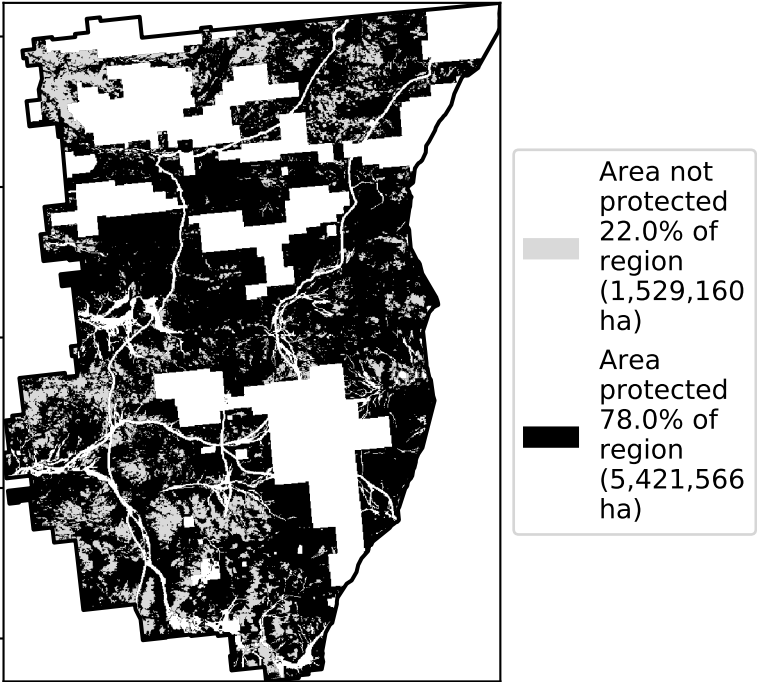 Area not
protected
22.0% of
region
(1,529,160
ha)
Area
protected
78.0% of
region
(5,421,566
ha)